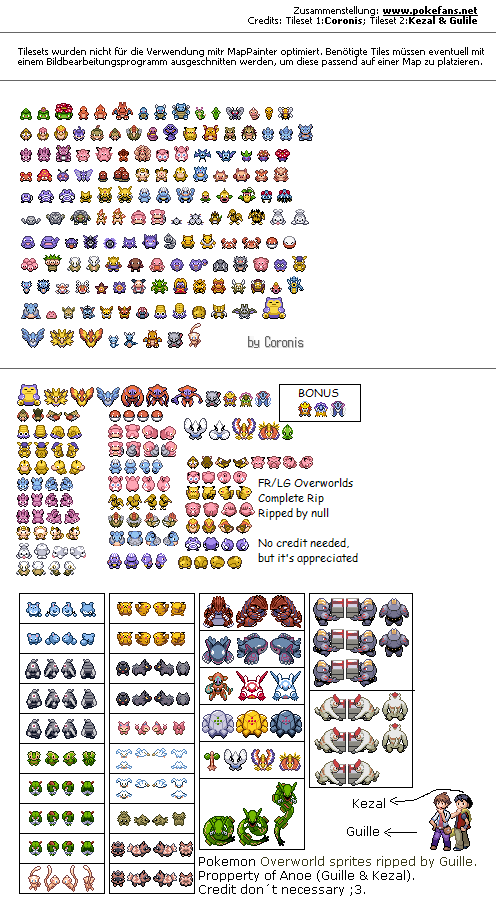 Zusammenstellung: www.pokefans.net
Credits: Tileset 1:Coronis; Tileset 2:Kezal & Guille
Tilesets wurden nicht für die Verwendung mitr MapPainter optimiert. Benötigte Tiles müssen eventuell mit
einem Bildbearbeitungsprogramm ausgeschnitten werden, um diese passend auf einer Map zu platzieren.
by Coronis
BONUS
FR/LG Overworlds
Complete Rip
Ripped by null
No credit needed,
but it's appreciated
Kezal
Guille
Pokemon Overworld sprites ripped by Guille.
Propperty of Anoe (Guille & Kezal).
Credit don´t necessary ;3.